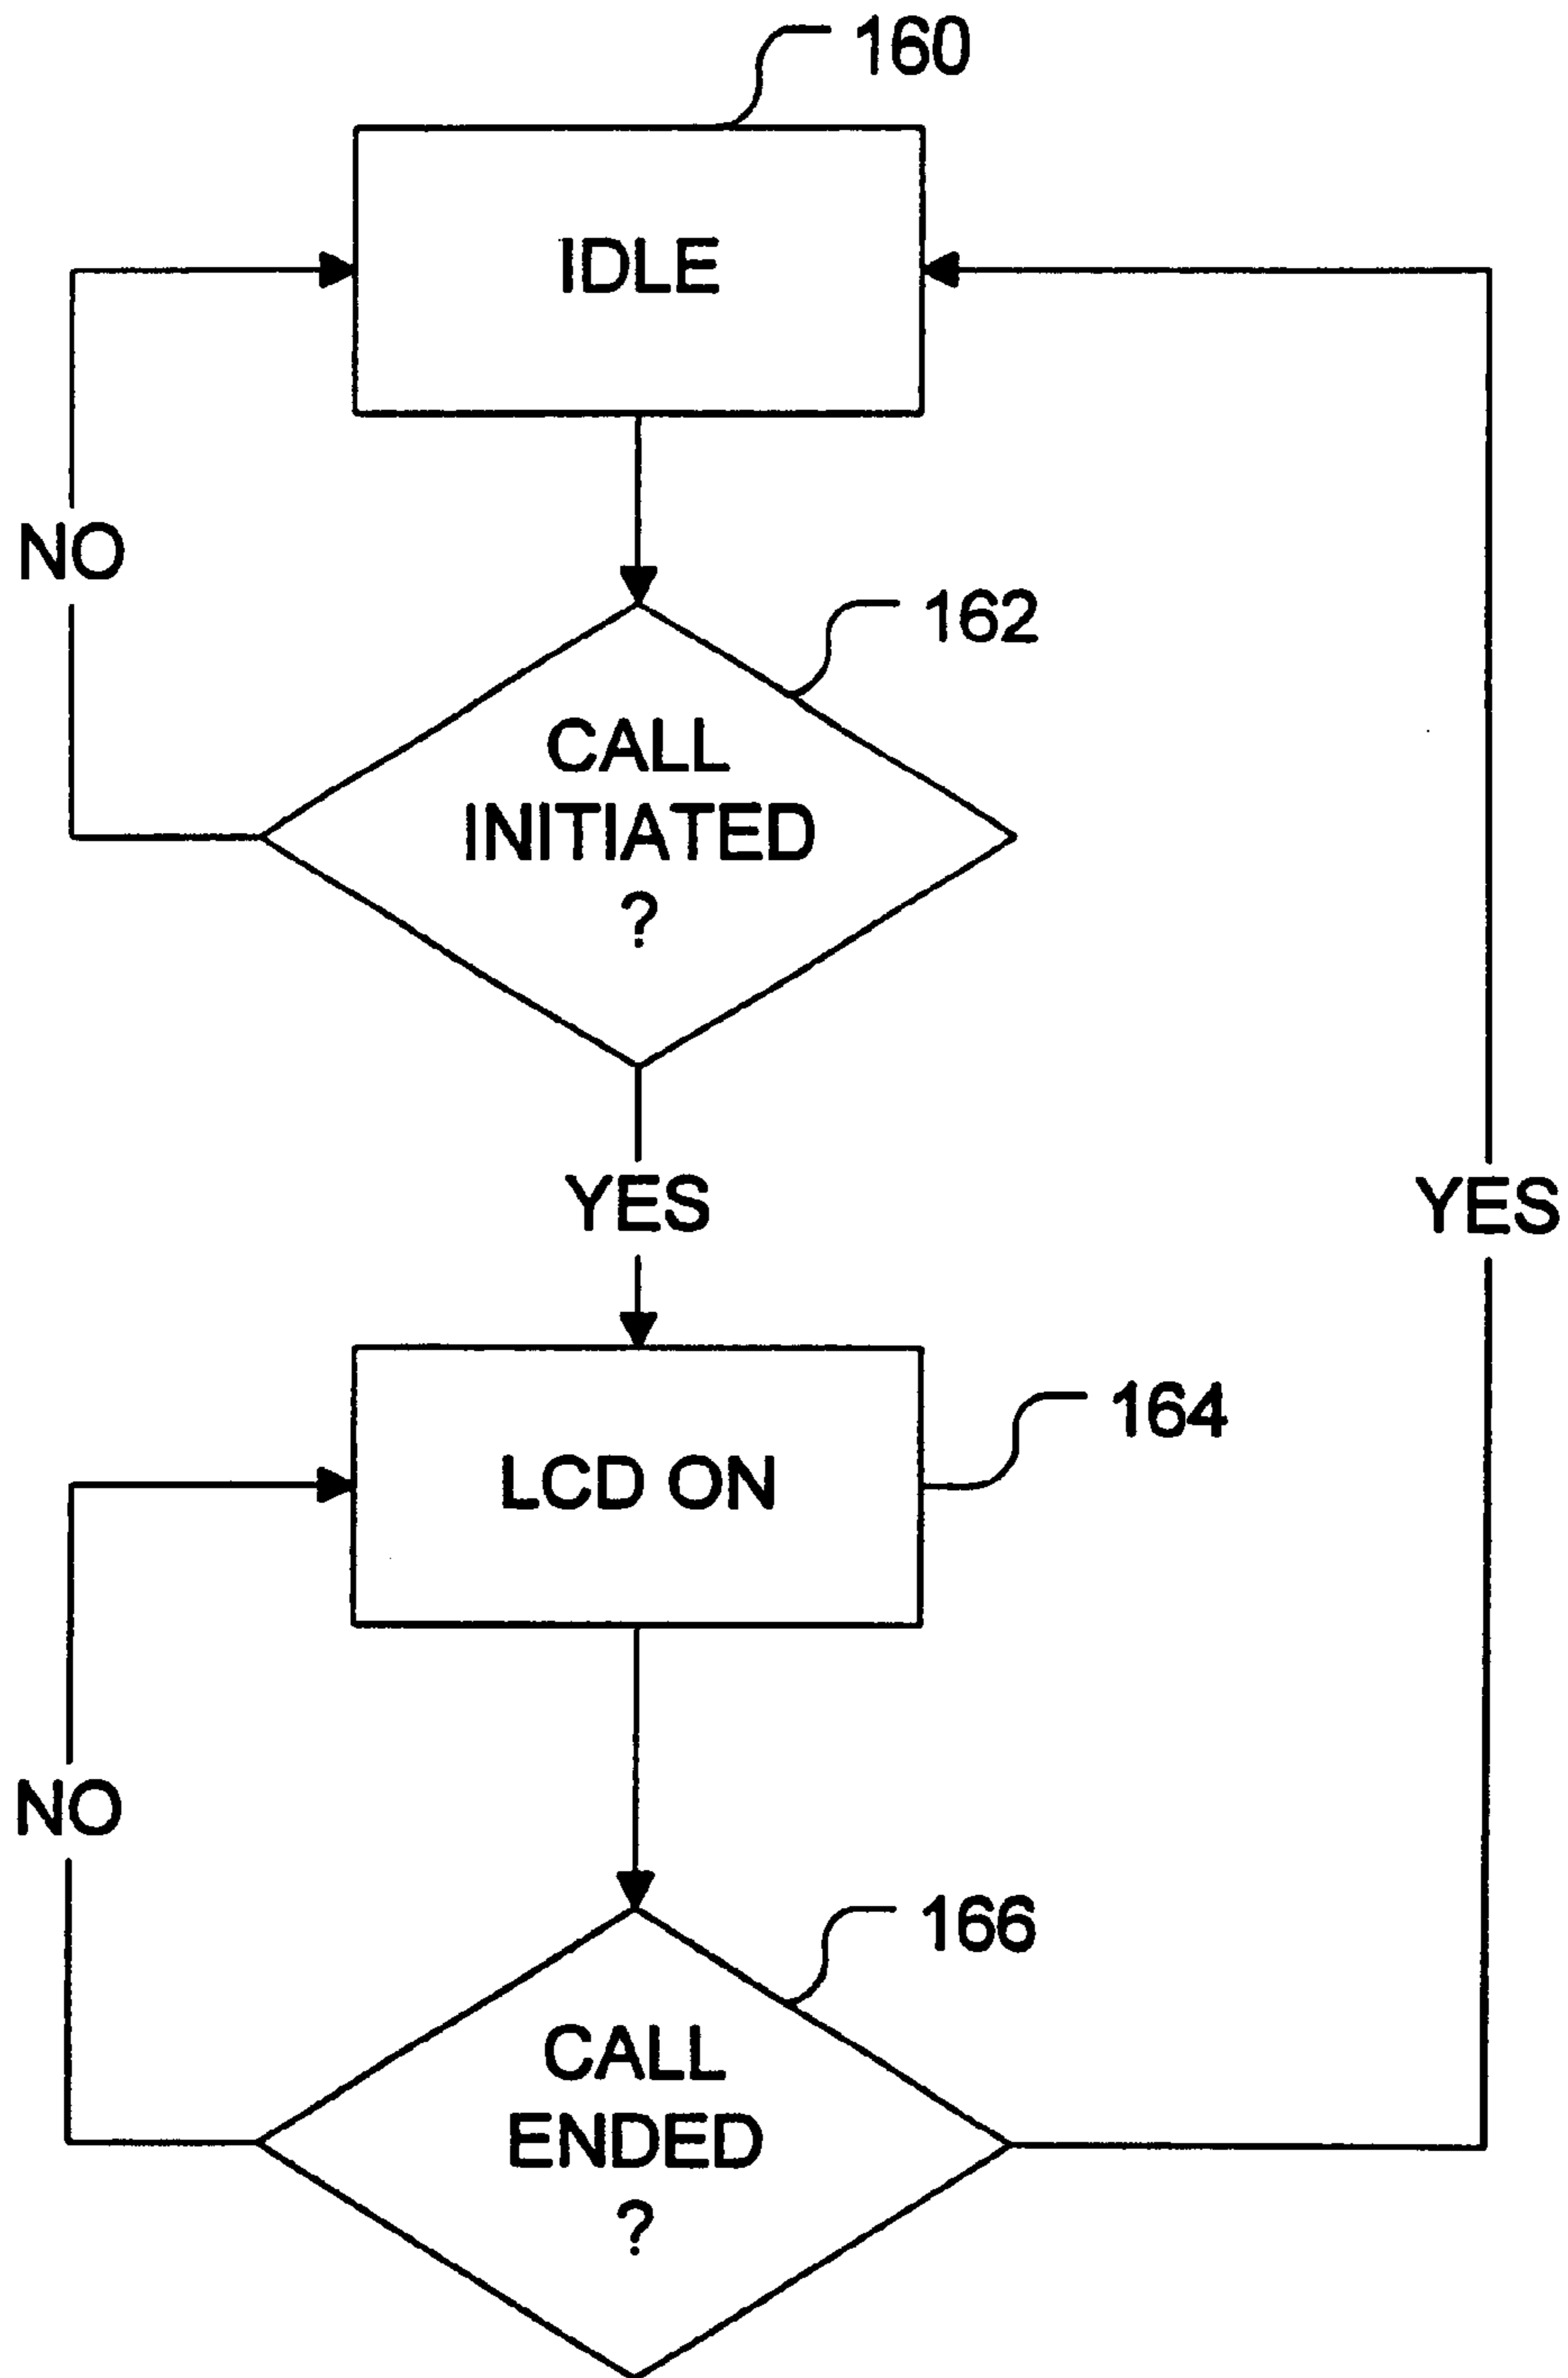 160
IDLE
NO
162
CALL
INITIATED
?
YES
YES
164
LCD ON
NO
166
CALL
ENDED
?